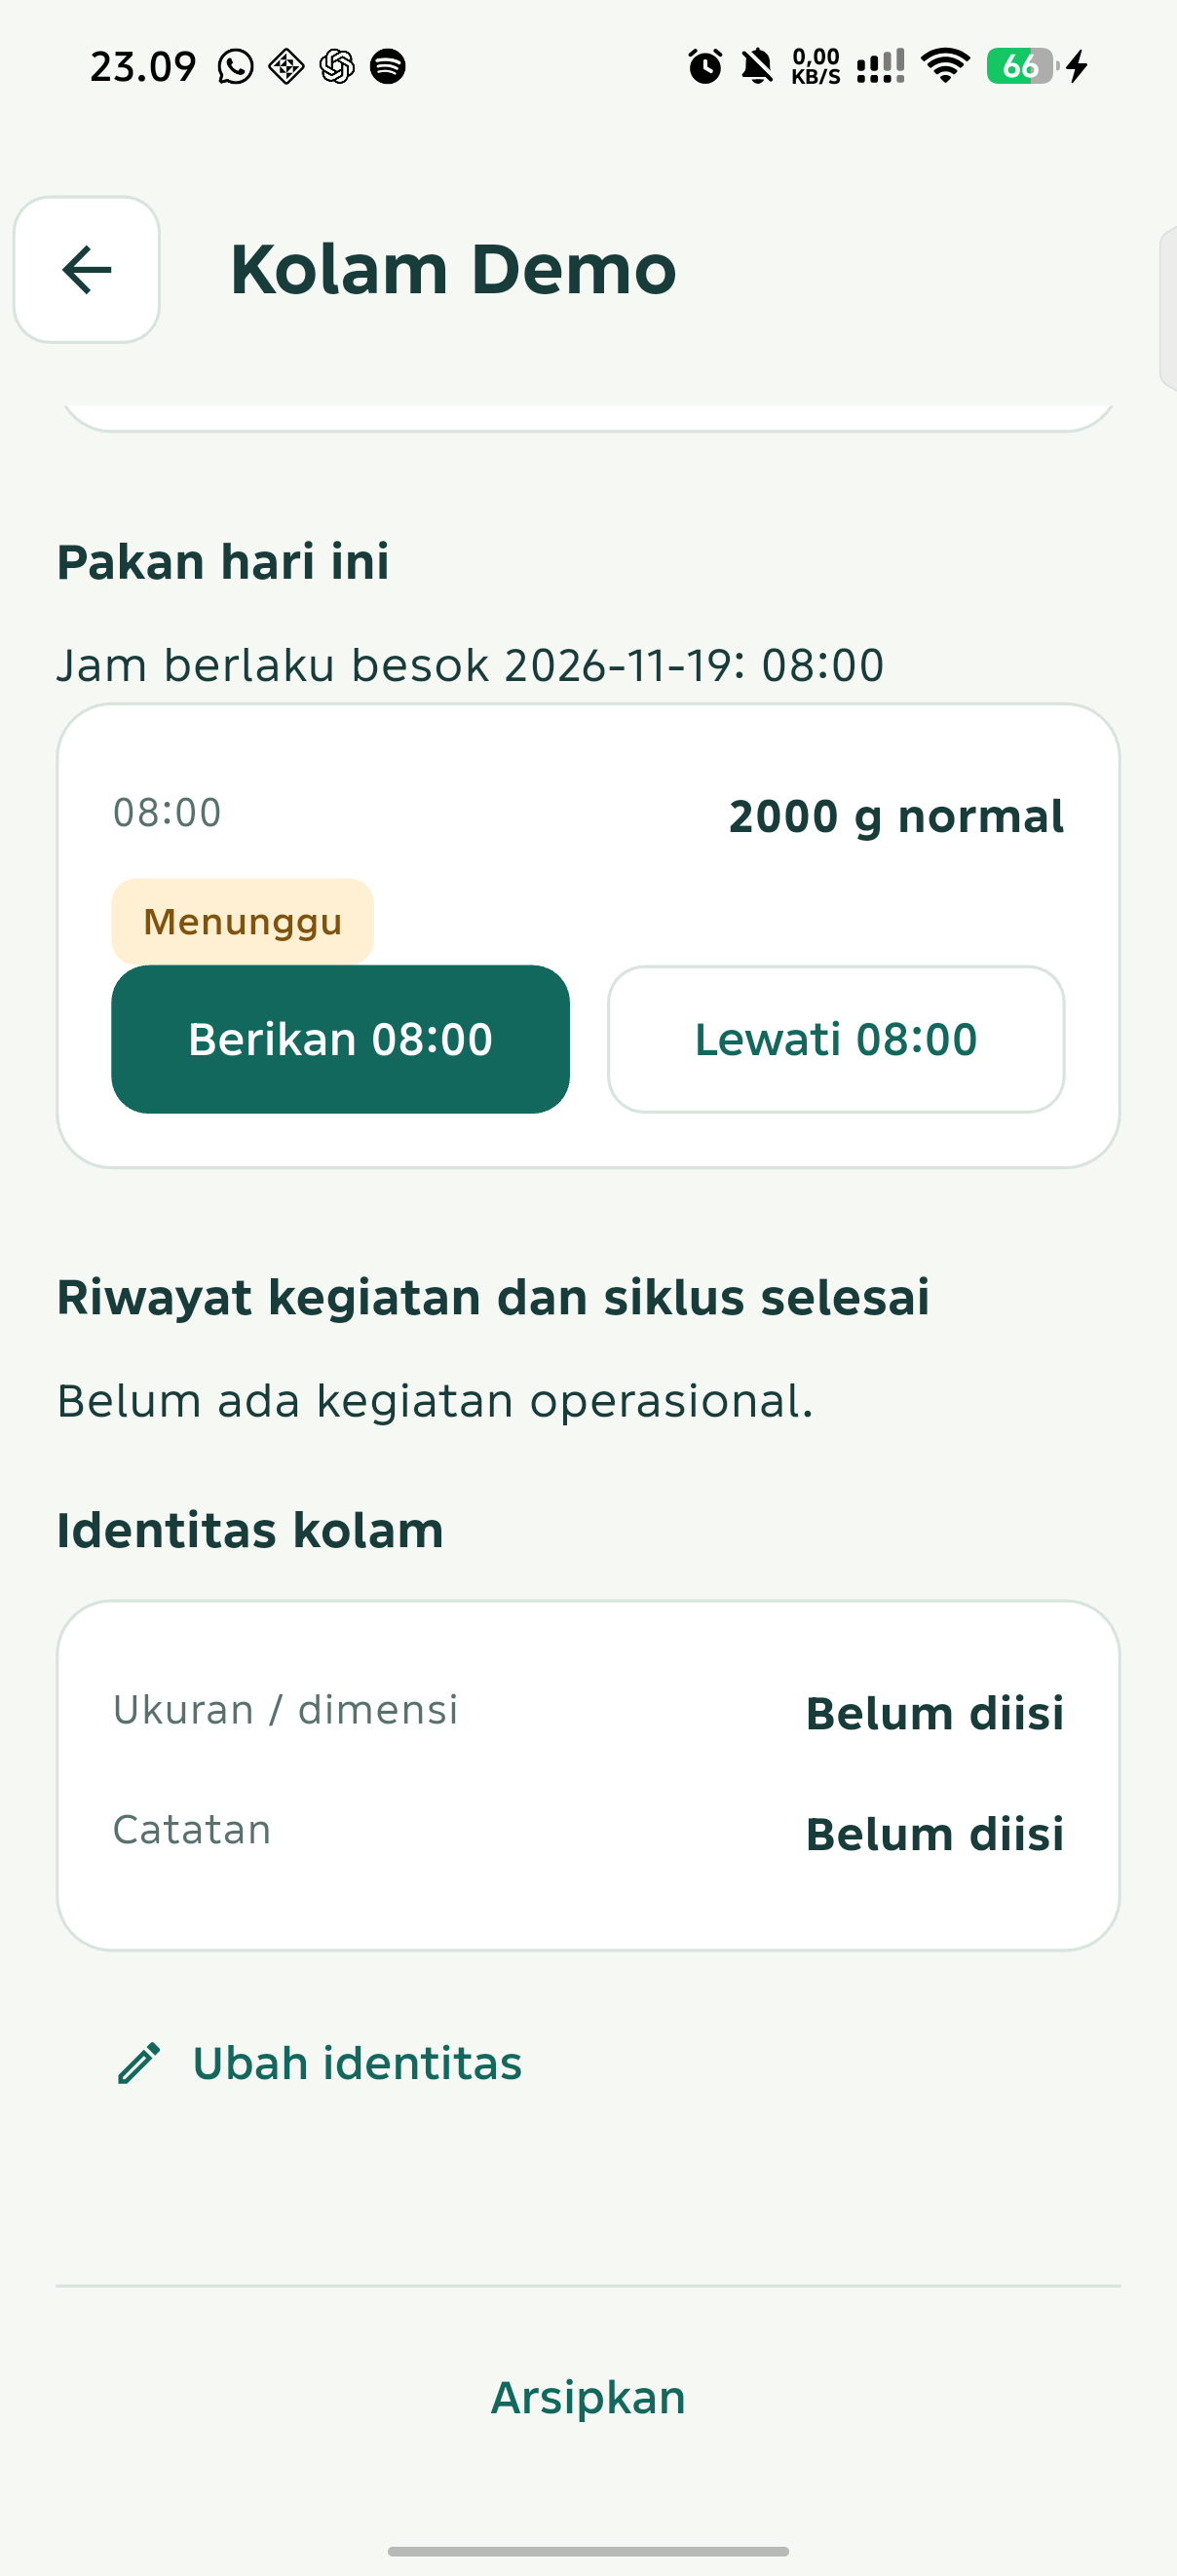 23.09
0,00
KB/S
66
Kolam Demo
Pakan hari ini
Jam berlaku besok 2026-11-19: 08:00
08:00
2000 g normal
Menunggu
Berikan 08:00
Lewati 08:00
Riwayat kegiatan dan siklus selesai
Belum ada kegiatan operasional.
Identitas kolam
Ukuran / dimensi
Belum diisi
Catatan
Belum diisi
Ubah identitas
Arsipkan